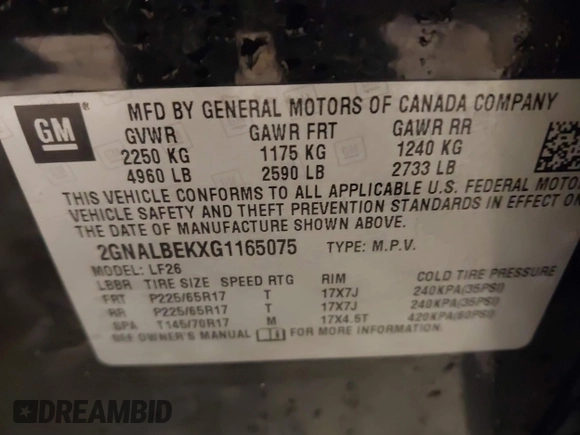 GM ® MFD BY GENERAL MOTORS OF CANADA COMPANY
GVWR GAWR FRT GAWR RR
2250 KG 1175 KG 1240 KG
4960 LB 2590 LB 2733 LB
THIS VEHICLE CONFORMS TO ALL APPLICABLE U.S. FEDERAL MOTOR
VEHICLE SAFETY AND THEFT PREVENTION STANDARDS IN EFFECT ON
THE DATE OF MANUFACTURE SHOWN ABOVE.
2GNALBEKXG1165075 TYPE: M.P.V.
MODEL: LF26
LBBR TIRE SIZE SPEED RTG RIM COLD TIRE PRESSURE
FRT P225/65R17 T 17X7J 240KPA(35PSI)
RR P225/65R17 T 17X7J 240KPA(35PSI)
SPA T145/70R17 M 17X4.5T 420KPA(60PSI)
SEE OWNER'S MANUAL FOR MORE INFORMATION.
DREAMBID